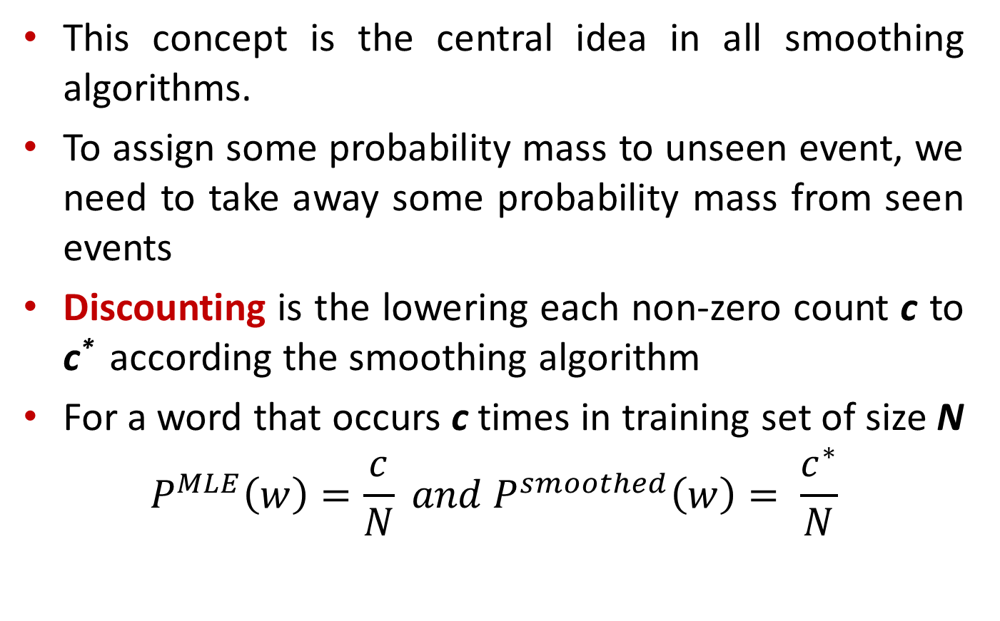 • This concept is the central idea in all smoothing
algorithms.
• To assign some probability mass to unseen event, we
need to take away some probability mass from seen
events
• Discounting is the lowering each non-zero count c to
c* according the smoothing algorithm
• For a word that occurs c times in training set of size N
P^{MLE}(w) = \frac{c}{N} and P^{smoothed}(w) = \frac{c^*}{N}